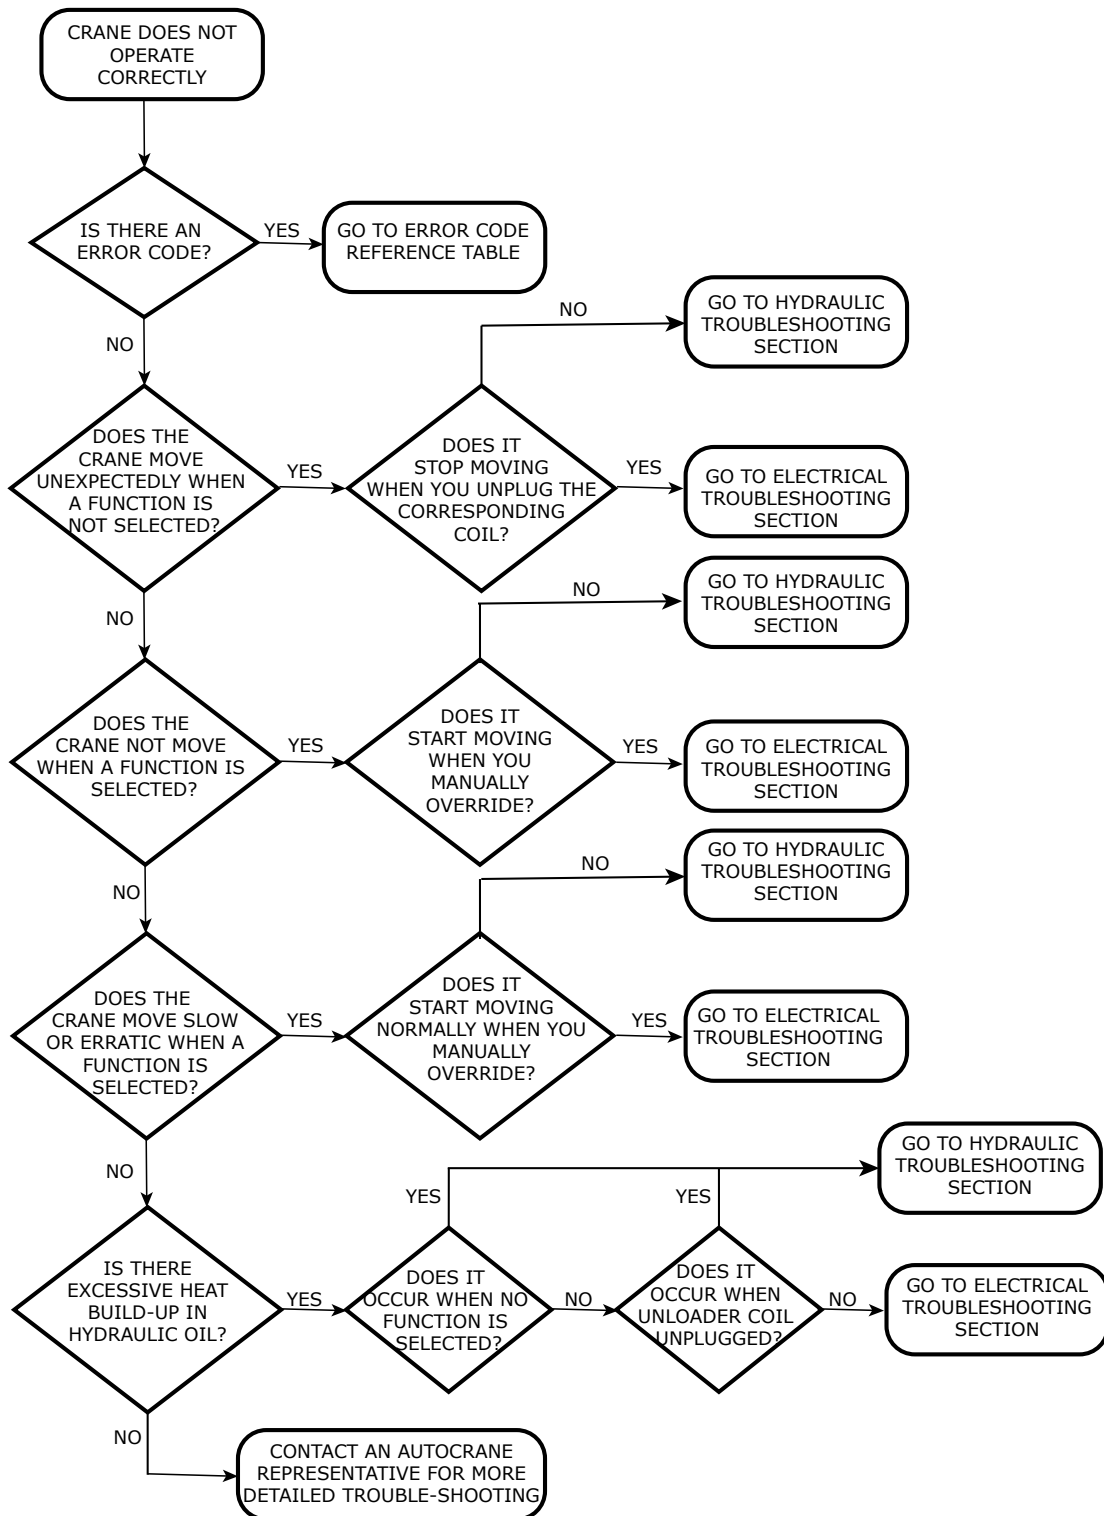 CRANE DOES NOT
OPERATE
CORRECTLY
IS THERE AN
ERROR CODE?
YES
GO TO ERROR CODE
REFERENCE TABLE
NO
DOES THE
CRANE MOVE
UNEXPECTEDLY WHEN
A FUNCTION IS
NOT SELECTED?
YES
DOES IT
STOP MOVING
WHEN YOU UNPLUG THE
CORRESPONDING
COIL?
NO
GO TO HYDRAULIC
TROUBLESHOOTING
SECTION
YES
GO TO ELECTRICAL
TROUBLESHOOTING
SECTION
NO
DOES THE
CRANE NOT MOVE
WHEN A FUNCTION IS
SELECTED?
YES
DOES IT
START MOVING
WHEN YOU
MANUALLY
OVERRIDE?
NO
GO TO HYDRAULIC
TROUBLESHOOTING
SECTION
YES
GO TO ELECTRICAL
TROUBLESHOOTING
SECTION
NO
DOES THE
CRANE MOVE SLOW
OR ERRATIC WHEN A
FUNCTION IS
SELECTED?
YES
DOES IT
START MOVING
NORMALLY WHEN YOU
MANUALLY
OVERRIDE?
NO
GO TO HYDRAULIC
TROUBLESHOOTING
SECTION
YES
GO TO ELECTRICAL
TROUBLESHOOTING
SECTION
NO
IS THERE
EXCESSIVE HEAT
BUILD-UP IN
HYDRAULIC OIL?
YES
DOES IT
OCCUR WHEN NO
FUNCTION IS
SELECTED?
YES
NO
DOES IT
OCCUR WHEN
UNLOADER COIL
UNPLUGGED?
YES
GO TO HYDRAULIC
TROUBLESHOOTING
SECTION
NO
GO TO ELECTRICAL
TROUBLESHOOTING
SECTION
NO
CONTACT AN AUTOCRANE
REPRESENTATIVE FOR MORE
DETAILED TROUBLE-SHOOTING